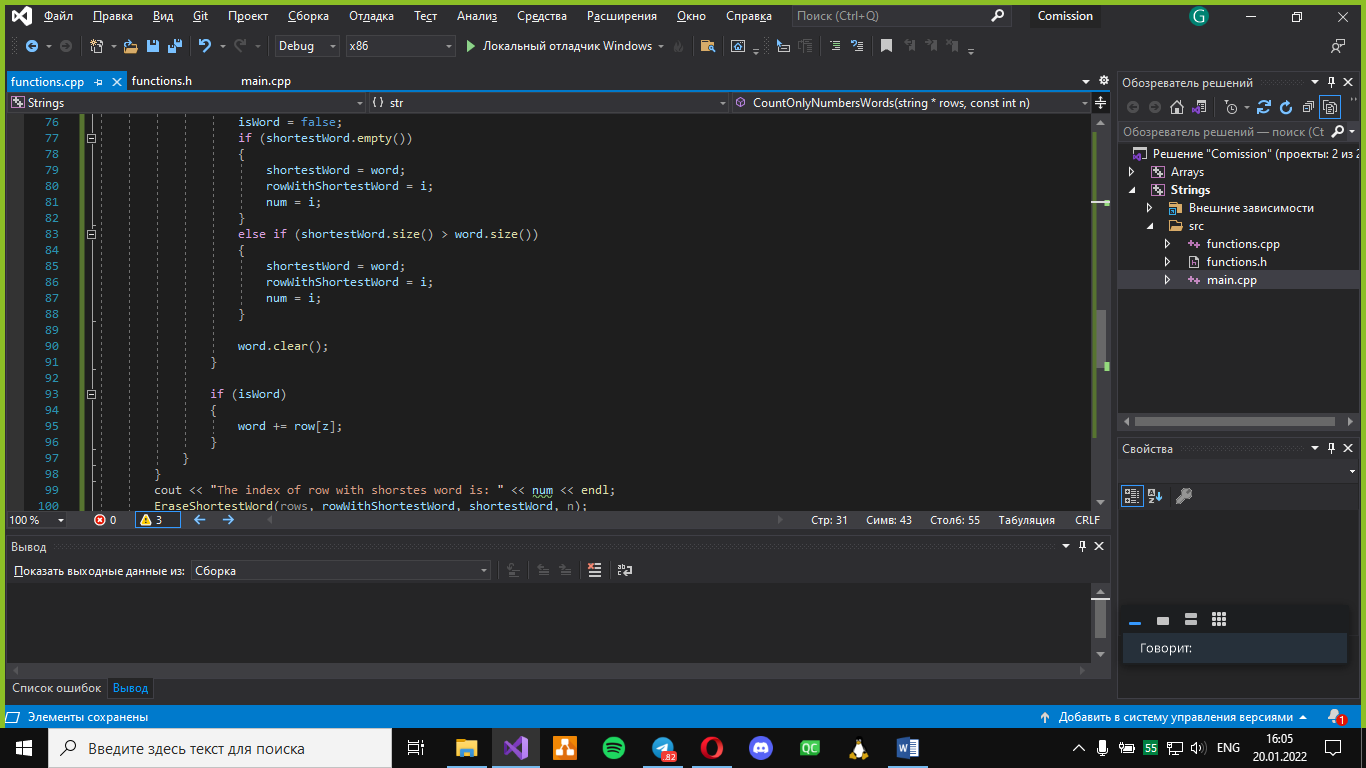 Файл Правка Вид Git Проект Сборка Отладка Тест Анализ Средства Расширения Окно Справка Поиск (Ctrl+Q) Comission G
Debug x86 Локальный отладчик Windows
functions.cpp functions.h main.cpp
Strings { } str CountOnlyNumbersWords(string * rows, const int n)
76 isWord = false;
77 if (shortestWord.empty())
78 {
79 shortestWord = word;
80 rowWithShortestWord = i;
81 num = i;
82 }
83 else if (shortestWord.size() > word.size())
84 {
85 shortestWord = word;
86 rowWithShortestWord = i;
87 num = i;
88 }
89
90 word.clear();
91 }
92
93 if (isWord)
94 {
95 word += row[z];
96 }
97 }
98 }
99 cout << "The index of row with shorstes word is: " << num << endl;
100 EraseShortestWord(rows, rowWithShortestWord, shortestWord, n);
100 % 0 3 Стр: 31 Симв: 43 Столб: 55 Табуляция CRLF
Вывод
Показать выходные данные из: Сборка
Список ошибок Вывод
Обозреватель решений
Обозреватель решений — поиск (Ct
Решение "Comission" (проекты: 2 из 2
Arrays
Strings
Внешние зависимости
src
functions.cpp
functions.h
main.cpp
Свойства
Говорит:
Элементы сохранены Добавить в систему управления версиями 1
Введите здесь текст для поиска 82 QC W 55 ENG 16:05
20.01.2022